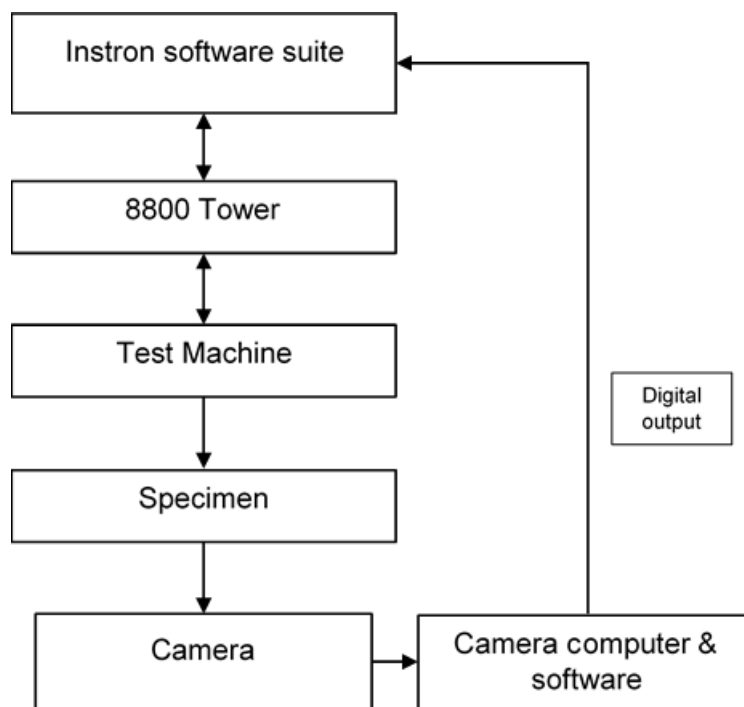 Instron software suite
8800 Tower
Test Machine
Digital
output
Specimen
Camera
Camera computer &
software